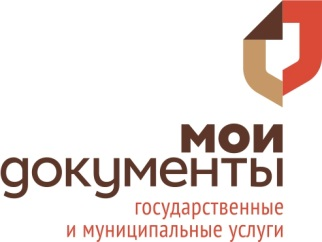 мои
документы
государственные
и муниципальные услуги